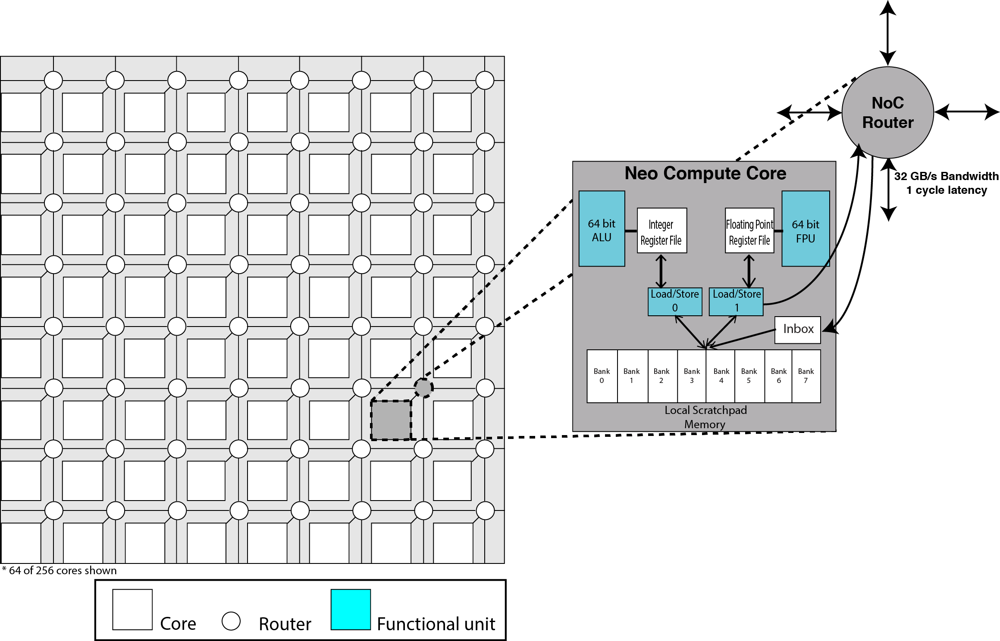 NoC
Router
32 GB/s Bandwidth
1 cycle latency
Neo Compute Core
64 bit
ALU
Integer
Register File
Floating Point
Register File
64 bit
FPU
Load/Store
0
Load/Store
1
Inbox
Bank
0
Bank
1
Bank
2
Bank
3
Bank
4
Bank
5
Bank
6
Bank
7
Local Scratchpad
Memory
* 64 of 256 cores shown
Core
Router
Functional unit